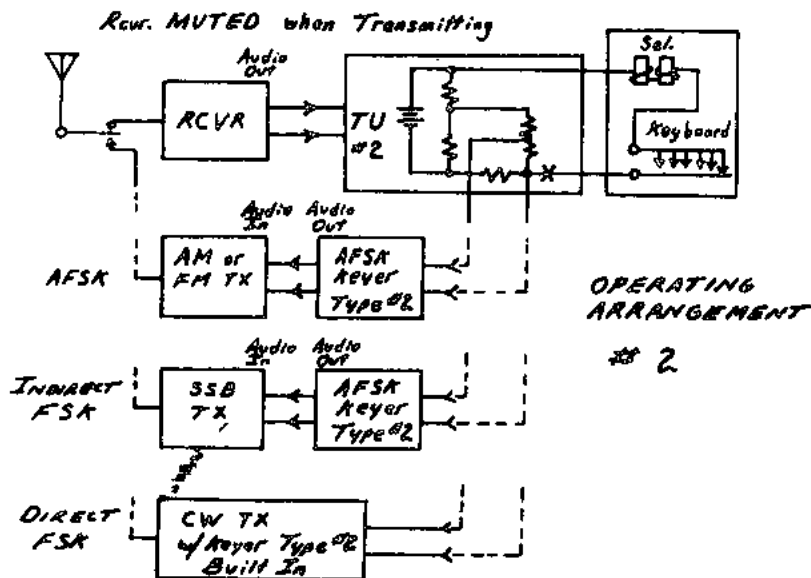 Rcvr. MUTED when Transmitting
Audio
Out
RCVR
TU
#2
Sel.
Keyboard
AFSK
AM or
FM TX
Audio
In
Audio
Out
AFSK
Keyer
Type #2
OPERATING
ARRANGEMENT
# 2
INDIRECT
FSK
SSB
TX
Audio
In
Audio
Out
AFSK
Keyer
Type #2
DIRECT
FSK
CW TX
w/Keyer Type #2
Built In